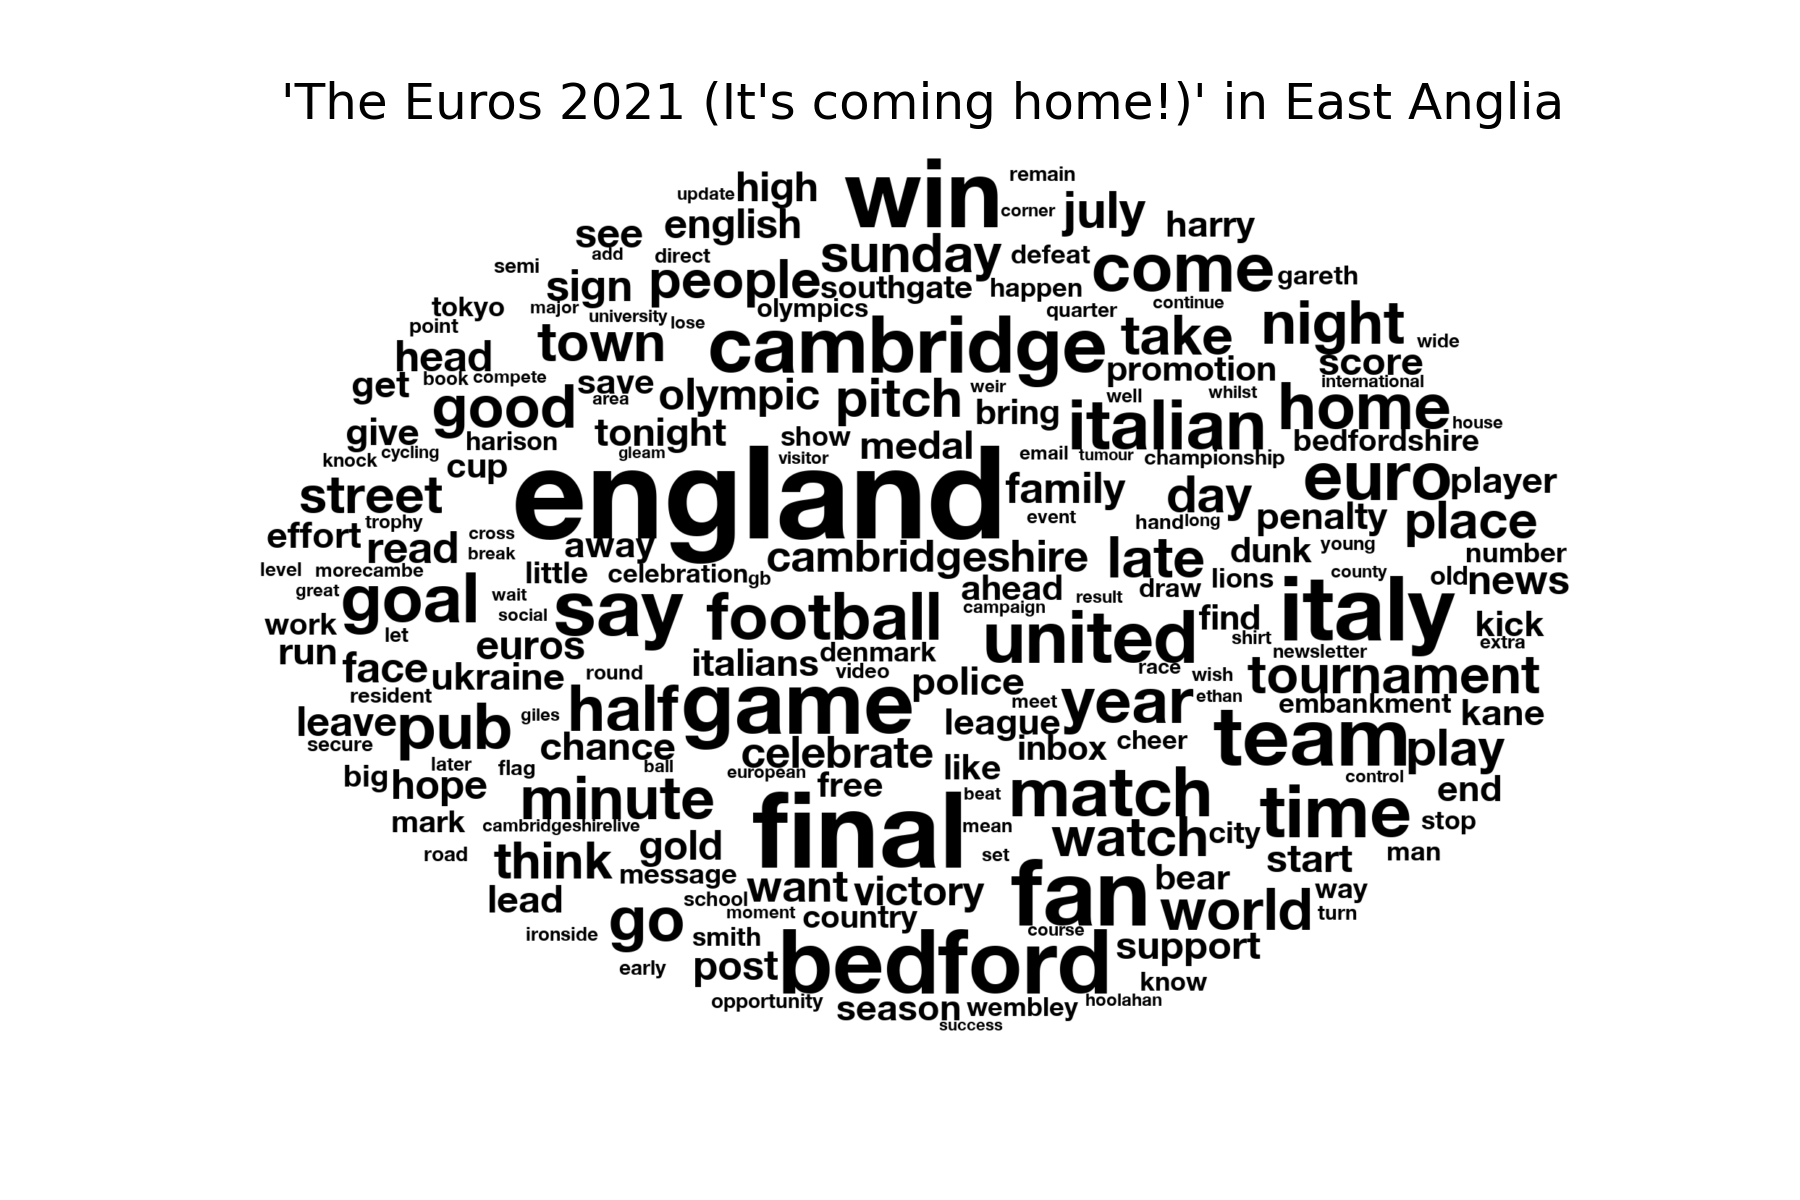 'The Euros 2021 (It's coming home!)' in East Anglia
win remain
update high
corner july harry
see english
add direct sunday defeat come gareth
semi sign people southgate happen
tokyo major university olympics quarter continue night
point lose cambridge take wide
head town promotion score
get book compete save olympic pitch weir well whilst international
good area bring italian home house
give harison tonight show medal bedfordshire
knock cycling gleam visitor email tumour championship
cup england family day euro player
street event hand long penalty place
effort trophy cross away dunk young number
read break cambridgeshire late
level morecambe little celebration gb ahead draw lions county old news
great goal wait say football campaign result find italy kick
work let social united shirt extra
run euros denmark newsletter
face ukraine round italians video police race wish tournament
resident half game meet year ethan embankment
leave pub giles league team kane
secure chance celebrate inbox cheer play
later flag ball european like control
big hope minute free beat match time end
mark cambridgeshirelive final mean watch city stop
road think gold set start man
message want victory fan bear way
lead school moment country world turn
ironside go smith course support
early post bedford know
opportunity season wembley hoolahan
success